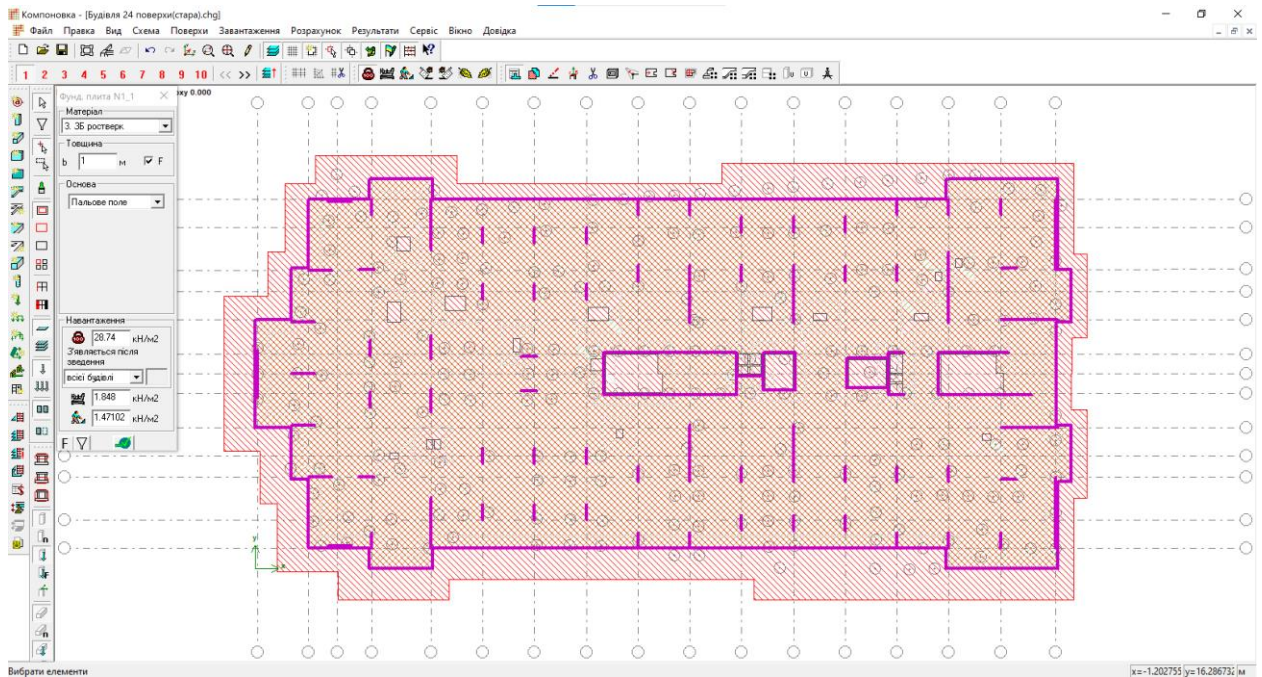 Компоновка - [Будівля 24 поверхи(стара).chg]
Файл Правка Вид Схема Поверхи Завантаження Розрахунок Результати Сервіс Вікно Довідка
1 2 3 4 5 6 7 8 9 10 << >>
Фунд. плита N1_1
оху 0.000
Матеріал
3. ЗБ ростверк
Товщина
b 1 м F
Основа
Пальове поле
Навантаження
28.74 кН/м2
З'являється після
зведення
всієї будівлі
1.848 кН/м2
1.47102 кН/м2
F
y
x
Вибрати елементи
x=-1.202755 y=16.286732 м